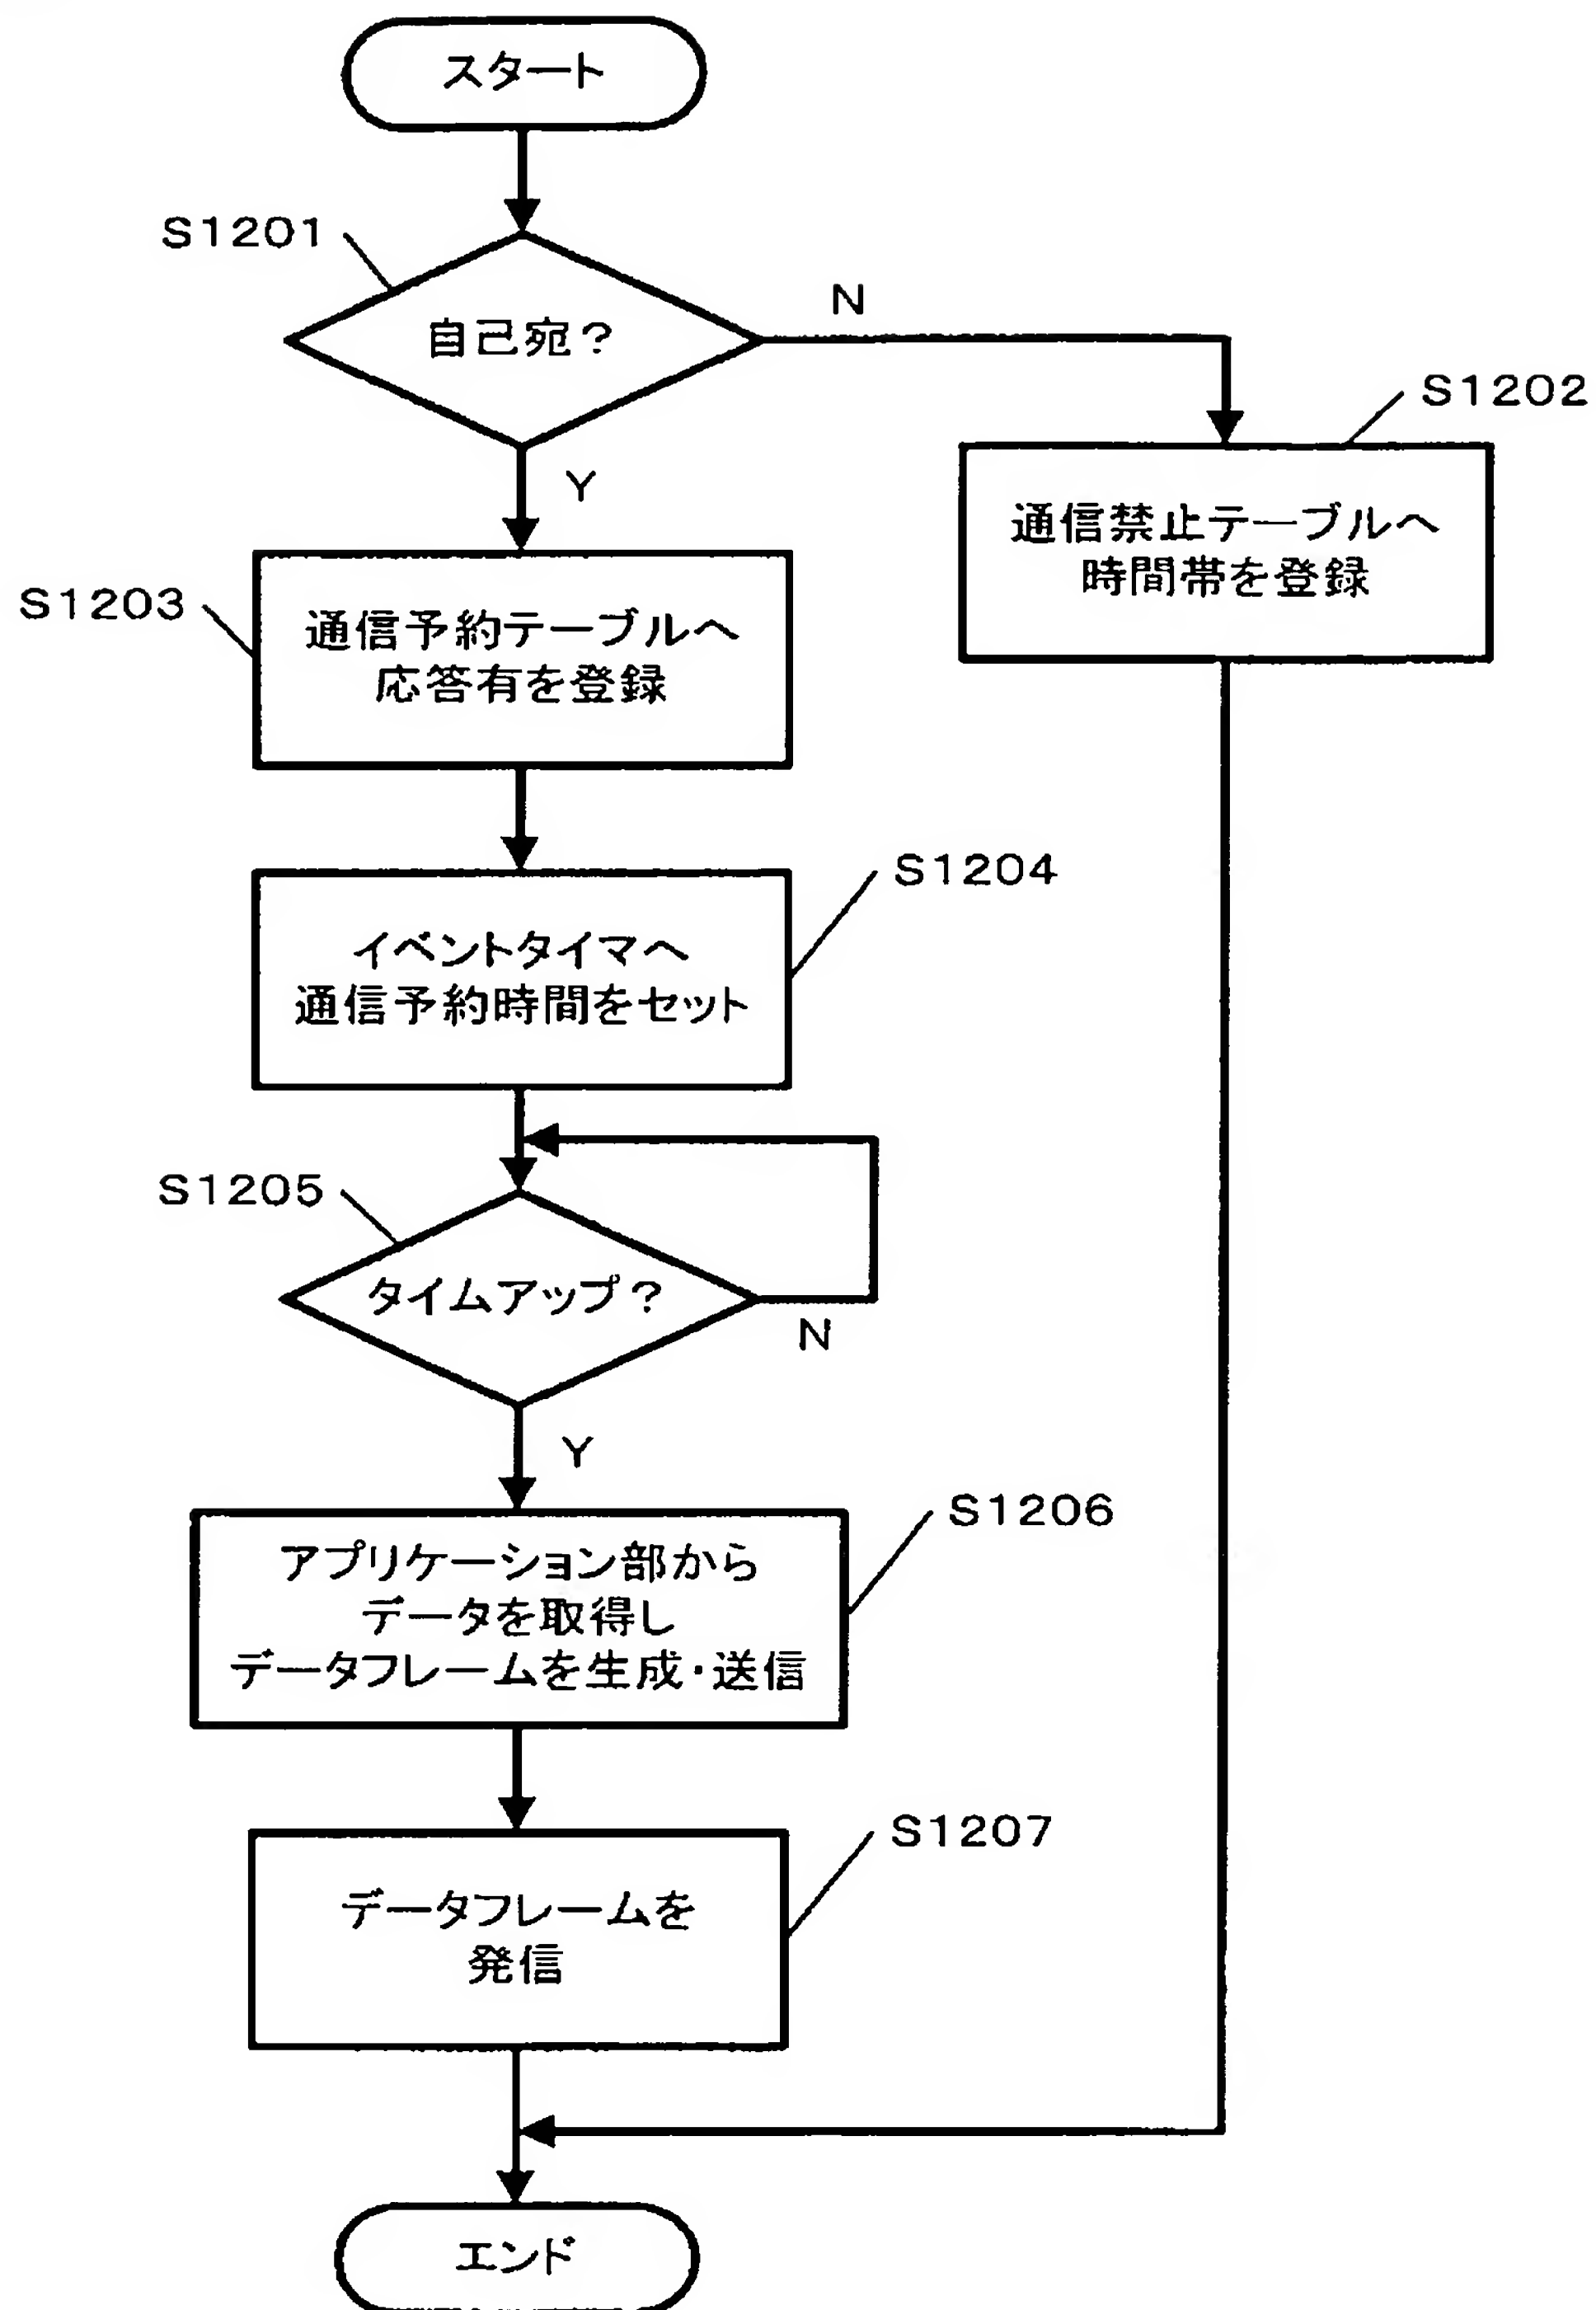 スタート
S1201
自己宛?
N
Y
S1202
通信禁止テーブルへ
時間帯を登録
S1203
通信予約テーブルへ
応答有を登録
S1204
イベントタイマへ
通信予約時間をセット
S1205
タイムアップ?
N
Y
S1206
アプリケーション部から
データを取得し
データフレームを生成・送信
S1207
データフレームを
発信
エンド